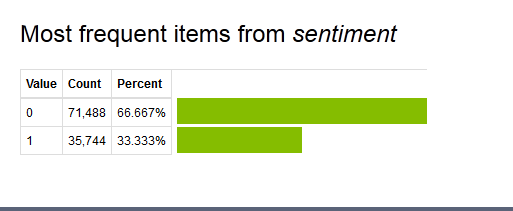 Most frequent items from sentiment
Value Count Percent
0 71,488 66.667%
1 35,744 33.333%